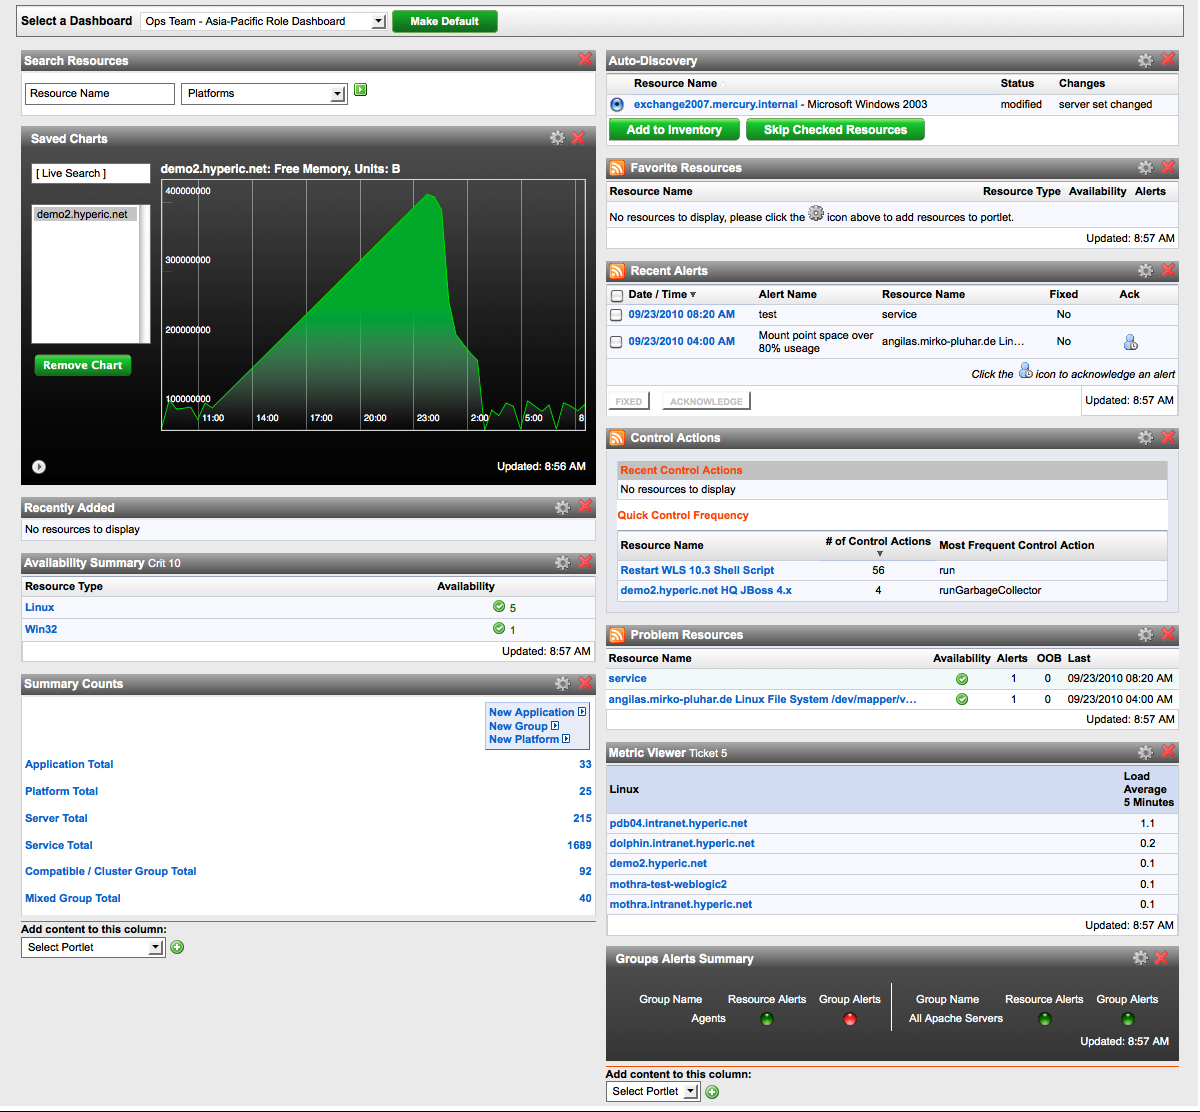 Select a Dashboard Ops Team - Asia-Pacific Role Dashboard Make Default
Search Resources
Resource Name Platforms
Saved Charts
[ Live Search ]
demo2.hyperic.net
Remove Chart
demo2.hyperic.net: Free Memory, Units: B
400000000
300000000
200000000
100000000
11:00 14:00 17:00 20:00 23:00 2:00 5:00 8
Updated: 8:56 AM
Recently Added
No resources to display
Availability Summary Crit 10
Resource Type Availability
Linux 5
Win32 1
Updated: 8:57 AM
Summary Counts
New Application
New Group
New Platform
Application Total 33
Platform Total 25
Server Total 215
Service Total 1689
Compatible / Cluster Group Total 92
Mixed Group Total 40
Add content to this column:
Select Portlet
Auto-Discovery
Resource Name Status Changes
exchange2007.mercury.internal - Microsoft Windows 2003 modified server set changed
Add to Inventory Skip Checked Resources
Favorite Resources
Resource Name Resource Type Availability Alerts
No resources to display, please click the icon above to add resources to portlet.
Updated: 8:57 AM
Recent Alerts
Date / Time Alert Name Resource Name Fixed Ack
09/23/2010 08:20 AM test service No
09/23/2010 04:00 AM Mount point space over 80% useage angilas.mirko-pluhar.de Lin... No
Click the icon to acknowledge an alert
FIXED ACKNOWLEDGE Updated: 8:57 AM
Control Actions
Recent Control Actions
No resources to display
Quick Control Frequency
Resource Name # of Control Actions Most Frequent Control Action
Restart WLS 10.3 Shell Script 56 run
demo2.hyperic.net HQ JBoss 4.x 4 runGarbageCollector
Problem Resources
Resource Name Availability Alerts OOB Last
service 1 0 09/23/2010 08:20 AM
angilas.mirko-pluhar.de Linux File System /dev/mapper/v... 1 0 09/23/2010 04:00 AM
Updated: 8:57 AM
Metric Viewer Ticket 5
Linux Load Average 5 Minutes
pdb04.intranet.hyperic.net 1.1
dolphin.intranet.hyperic.net 0.2
demo2.hyperic.net 0.1
mothra-test-weblogic2 0.1
mothra.intranet.hyperic.net 0.1
Updated: 8:57 AM
Groups Alerts Summary
Group Name Resource Alerts Group Alerts Group Name Resource Alerts Group Alerts
Agents All Apache Servers
Updated: 8:57 AM
Add content to this column:
Select Portlet